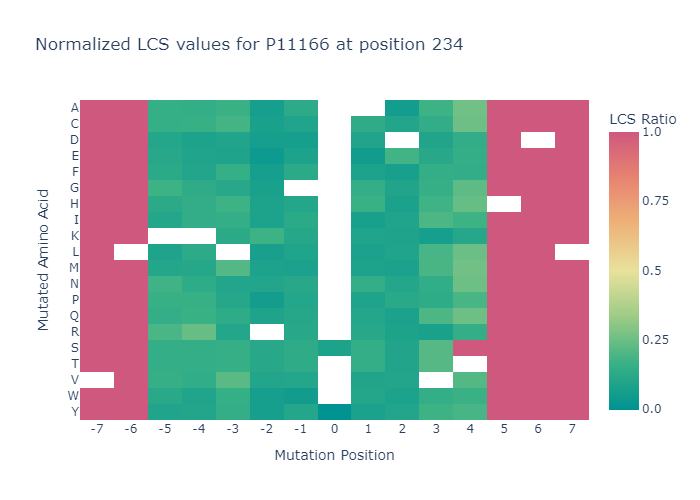 Normalized LCS values for P11166 at position 234
LCS Ratio
1.0
0.75
0.5
0.25
0.0
Mutated Amino Acid
A
C
D
E
F
G
H
I
K
L
M
N
P
Q
R
S
T
V
W
Y
-7 -6 -5 -4 -3 -2 -1 0 1 2 3 4 5 6 7
Mutation Position